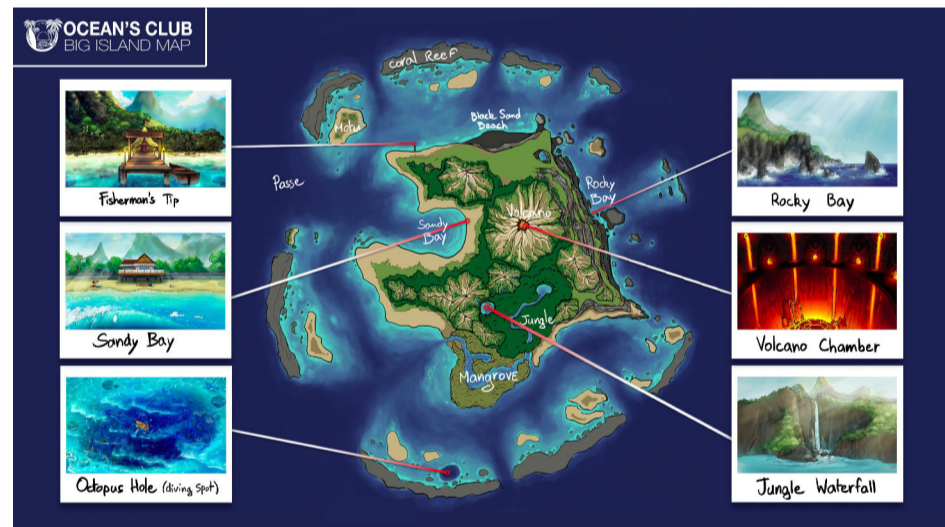 OCEAN'S CLUB
BIG ISLAND MAP
Coral Reef
Motu
Black Sand
Beach
Passe
Rocky
Bay
Volcano
Sandy
Bay
Jungle
Mangrove
Fisherman's Tip
Sandy Bay
Octopus Hole (diving spot)
Rocky Bay
Volcano Chamber
Jungle Waterfall